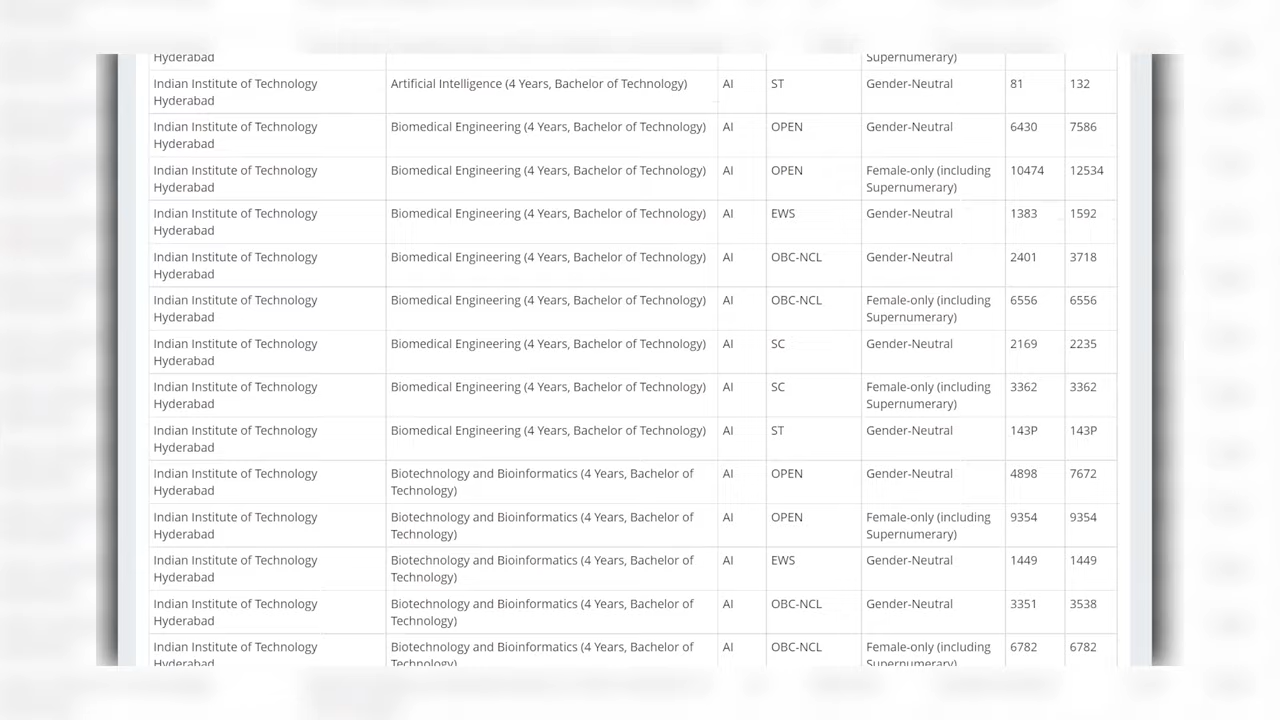 Hyderabad Supernumerary)
Indian Institute of Technology Artificial Intelligence (4 Years, Bachelor of Technology) AI ST Gender-Neutral 81 132
Hyderabad
Indian Institute of Technology Biomedical Engineering (4 Years, Bachelor of Technology) AI OPEN Gender-Neutral 6430 7586
Hyderabad
Indian Institute of Technology Biomedical Engineering (4 Years, Bachelor of Technology) AI OPEN Female-only (including 10474 12534
Hyderabad Supernumerary)
Indian Institute of Technology Biomedical Engineering (4 Years, Bachelor of Technology) AI EWS Gender-Neutral 1383 1592
Hyderabad
Indian Institute of Technology Biomedical Engineering (4 Years, Bachelor of Technology) AI OBC-NCL Gender-Neutral 2401 3718
Hyderabad
Indian Institute of Technology Biomedical Engineering (4 Years, Bachelor of Technology) AI OBC-NCL Female-only (including 6556 6556
Hyderabad Supernumerary)
Indian Institute of Technology Biomedical Engineering (4 Years, Bachelor of Technology) AI SC Gender-Neutral 2169 2235
Hyderabad
Indian Institute of Technology Biomedical Engineering (4 Years, Bachelor of Technology) AI SC Female-only (including 3362 3362
Hyderabad Supernumerary)
Indian Institute of Technology Biomedical Engineering (4 Years, Bachelor of Technology) AI ST Gender-Neutral 143P 143P
Hyderabad
Indian Institute of Technology Biotechnology and Bioinformatics (4 Years, Bachelor of AI OPEN Gender-Neutral 4898 7672
Hyderabad Technology)
Indian Institute of Technology Biotechnology and Bioinformatics (4 Years, Bachelor of AI OPEN Female-only (including 9354 9354
Hyderabad Technology) Supernumerary)
Indian Institute of Technology Biotechnology and Bioinformatics (4 Years, Bachelor of AI EWS Gender-Neutral 1449 1449
Hyderabad Technology)
Indian Institute of Technology Biotechnology and Bioinformatics (4 Years, Bachelor of AI OBC-NCL Gender-Neutral 3351 3538
Hyderabad Technology)
Indian Institute of Technology Biotechnology and Bioinformatics (4 Years, Bachelor of AI OBC-NCL Female-only (including 6782 6782
Hyderabad Technology) Supernumerary)